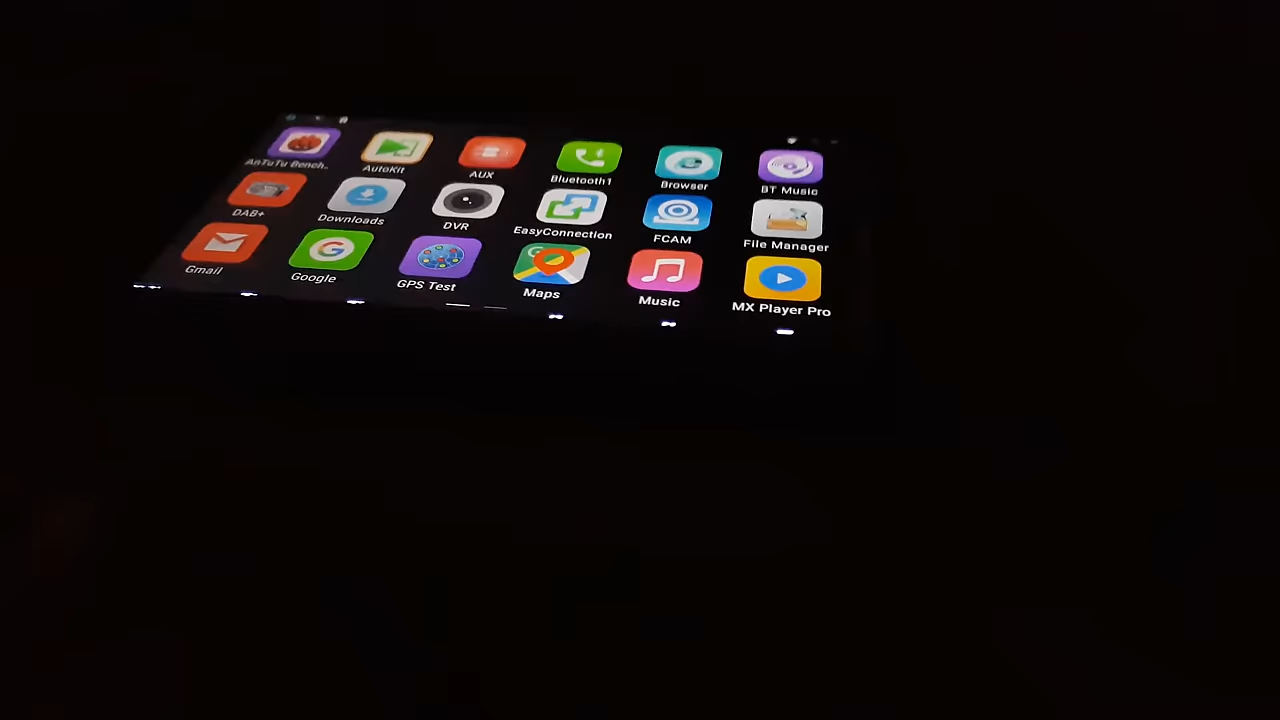 AnTuTu Bench..
AutoKit
AUX
Bluetooth1
Browser
BT Music
DAB+
Downloads
DVR
EasyConnection
FCAM
File Manager
Gmail
Google
GPS Test
Maps
Music
MX Player Pro